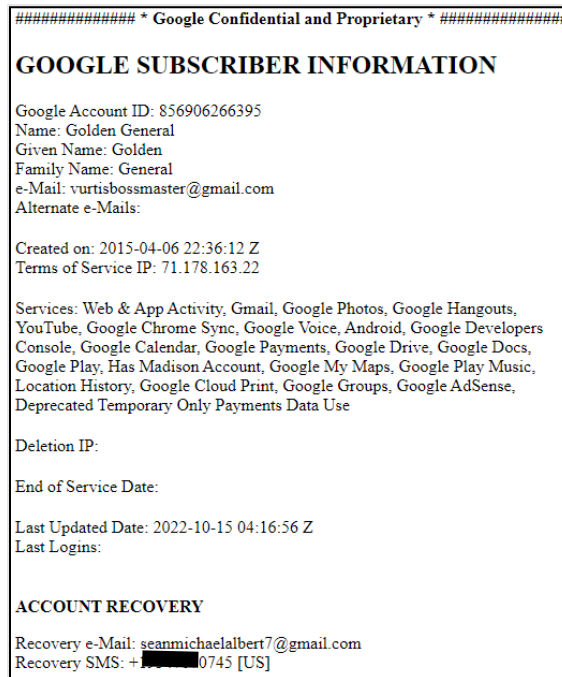 ############## * Google Confidential and Proprietary * ##############
GOOGLE SUBSCRIBER INFORMATION
Google Account ID: 856906266395
Name: Golden General
Given Name: Golden
Family Name: General
e-Mail: vurtisbossmaster@gmail.com
Alternate e-Mails:
Created on: 2015-04-06 22:36:12 Z
Terms of Service IP: 71.178.163.22
Services: Web & App Activity, Gmail, Google Photos, Google Hangouts,
YouTube, Google Chrome Sync, Google Voice, Android, Google Developers
Console, Google Calendar, Google Payments, Google Drive, Google Docs,
Google Play, Has Madison Account, Google My Maps, Google Play Music,
Location History, Google Cloud Print, Google Groups, Google AdSense,
Deprecated Temporary Only Payments Data Use
Deletion IP:
End of Service Date:
Last Updated Date: 2022-10-15 04:16:56 Z
Last Logins:
ACCOUNT RECOVERY
Recovery e-Mail: seanmichaelalbert7@gmail.com
Recovery SMS: + 0745 [US]